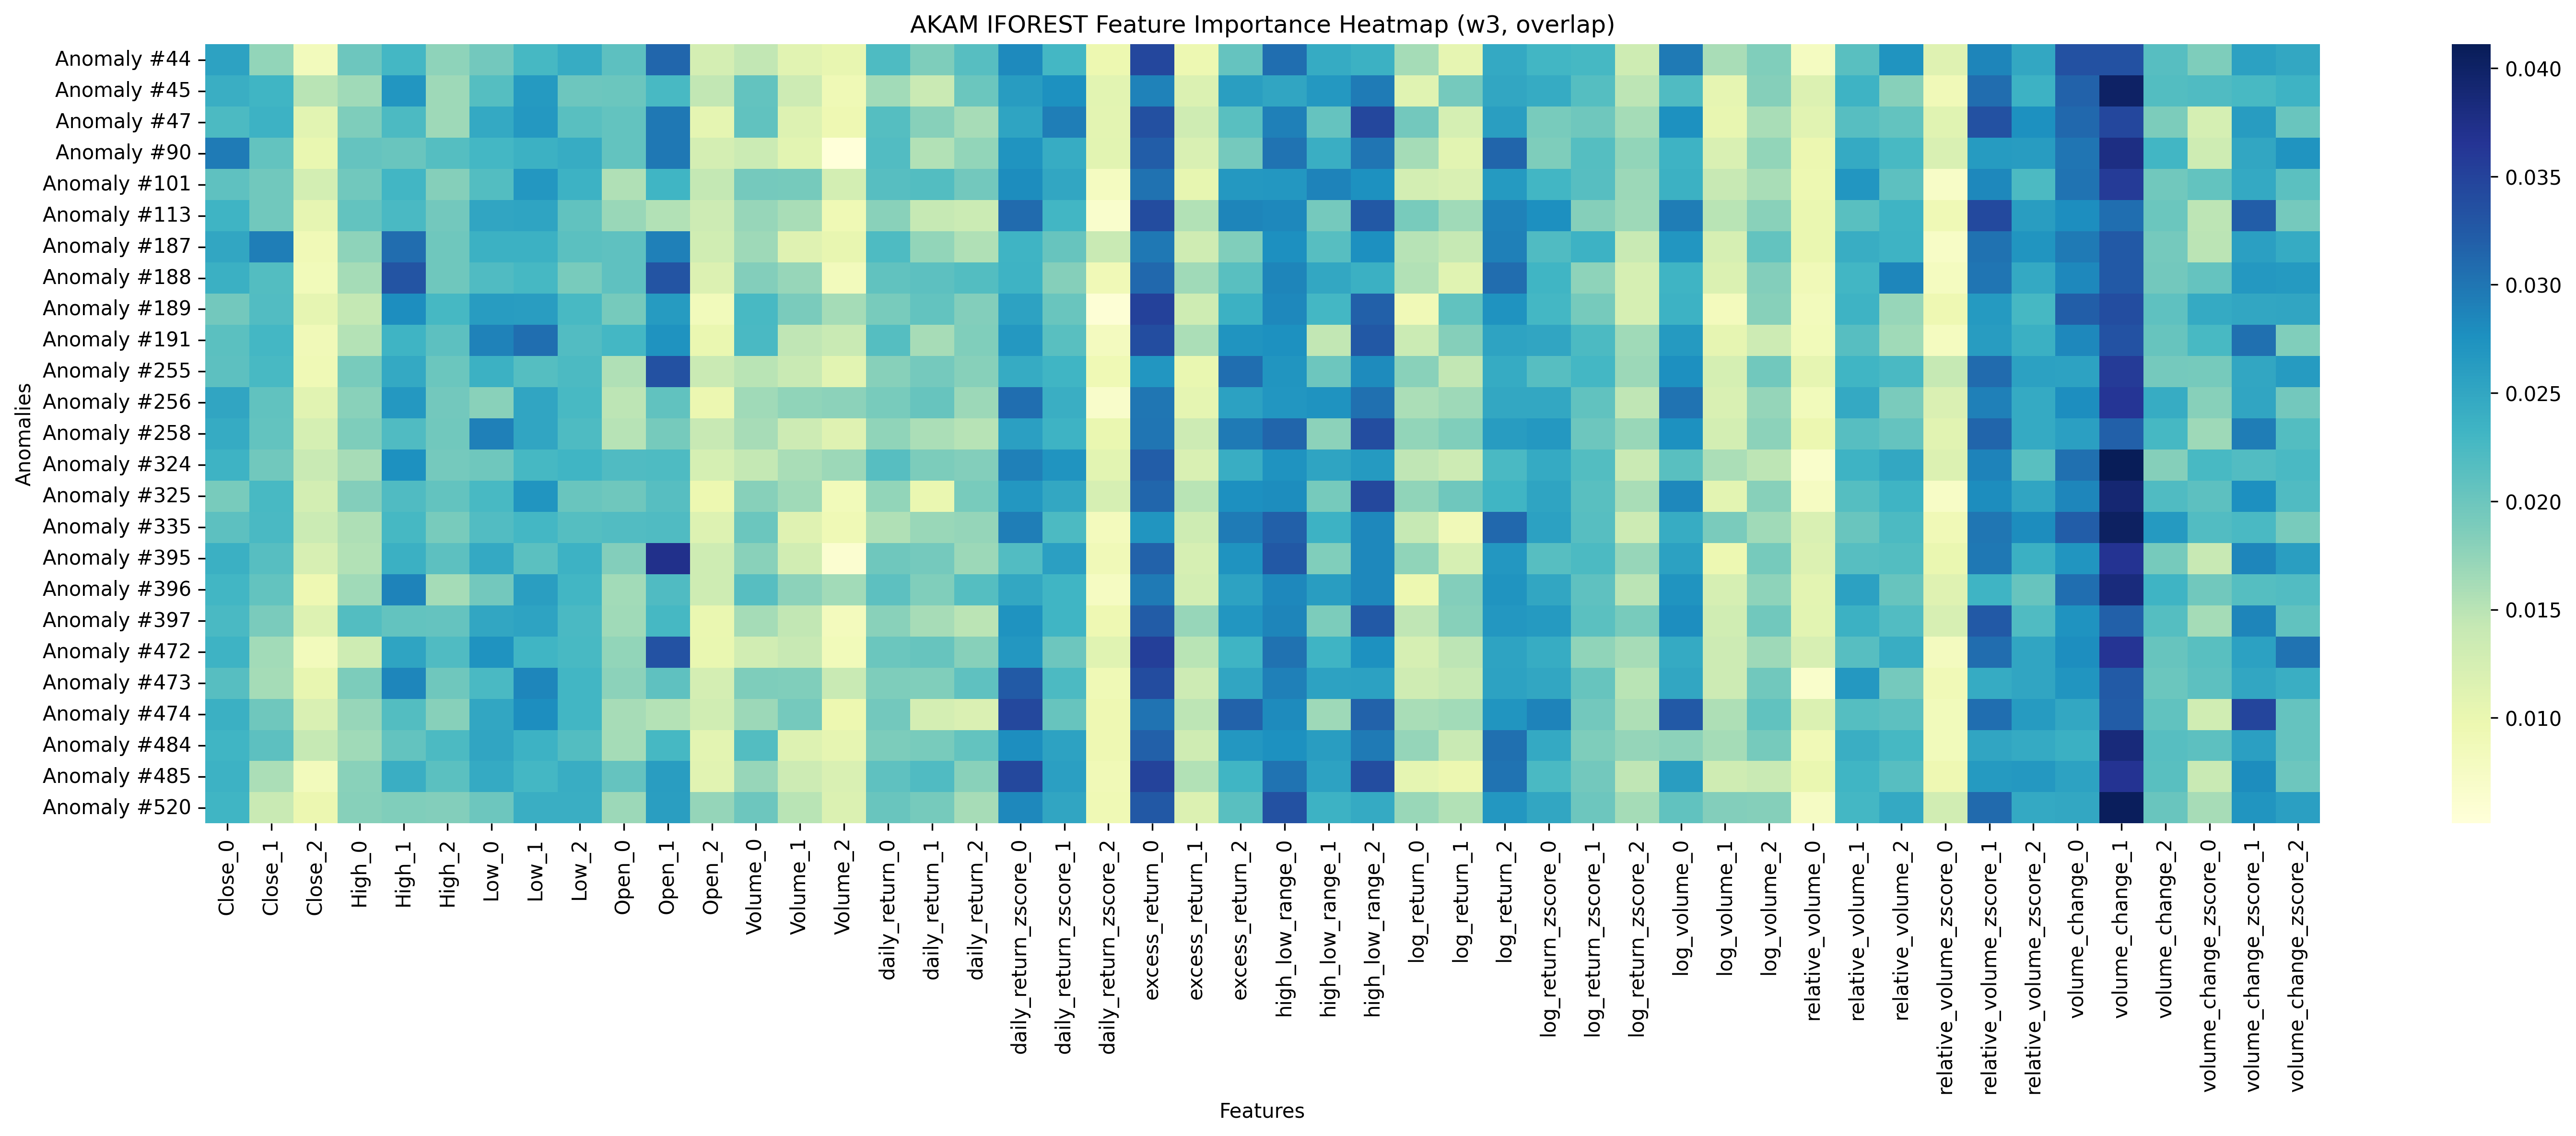 AKAM IFOREST Feature Importance Heatmap (w3, overlap)
Anomalies
Anomaly #44
Anomaly #45
Anomaly #47
Anomaly #90
Anomaly #101
Anomaly #113
Anomaly #187
Anomaly #188
Anomaly #189
Anomaly #191
Anomaly #255
Anomaly #256
Anomaly #258
Anomaly #324
Anomaly #325
Anomaly #335
Anomaly #395
Anomaly #396
Anomaly #397
Anomaly #472
Anomaly #473
Anomaly #474
Anomaly #484
Anomaly #485
Anomaly #520
Close_0
Close_1
Close_2
High_0
High_1
High_2
Low_0
Low_1
Low_2
Open_0
Open_1
Open_2
Volume_0
Volume_1
Volume_2
daily_return_0
daily_return_1
daily_return_2
daily_return_zscore_0
daily_return_zscore_1
daily_return_zscore_2
excess_return_0
excess_return_1
excess_return_2
high_low_range_0
high_low_range_1
high_low_range_2
log_return_0
log_return_1
log_return_2
log_return_zscore_0
log_return_zscore_1
log_return_zscore_2
log_volume_0
log_volume_1
log_volume_2
relative_volume_0
relative_volume_1
relative_volume_2
relative_volume_zscore_0
relative_volume_zscore_1
relative_volume_zscore_2
volume_change_0
volume_change_1
volume_change_2
volume_change_zscore_0
volume_change_zscore_1
volume_change_zscore_2
Features
0.040
0.035
0.030
0.025
0.020
0.015
0.010